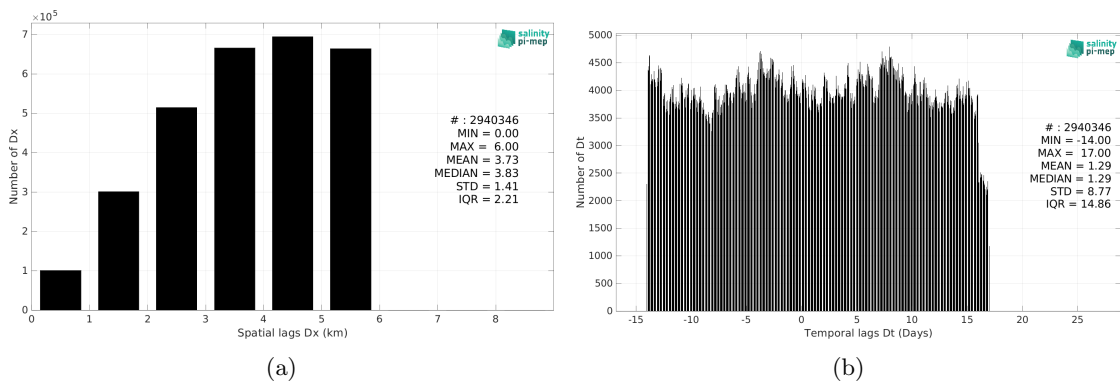 ×10⁵
7
6
5
4
3
2
1
0
Number of Dx
0 1 2 3 4 5 6 7 8
Spatial lags Dx (km)
salinity
pi-mep
# : 2940346
MIN = 0.00
MAX = 6.00
MEAN = 3.73
MEDIAN = 3.83
STD = 1.41
IQR = 2.21
(a)
5000
4500
4000
3500
3000
2500
2000
1500
1000
500
0
Number of Dt
-15 -10 -5 0 5 10 15 20 25
Temporal lags Dt (Days)
salinity
pi-mep
# : 2940346
MIN = -14.00
MAX = 17.00
MEAN = 1.29
MEDIAN = 1.29
STD = 8.77
IQR = 14.86
(b)